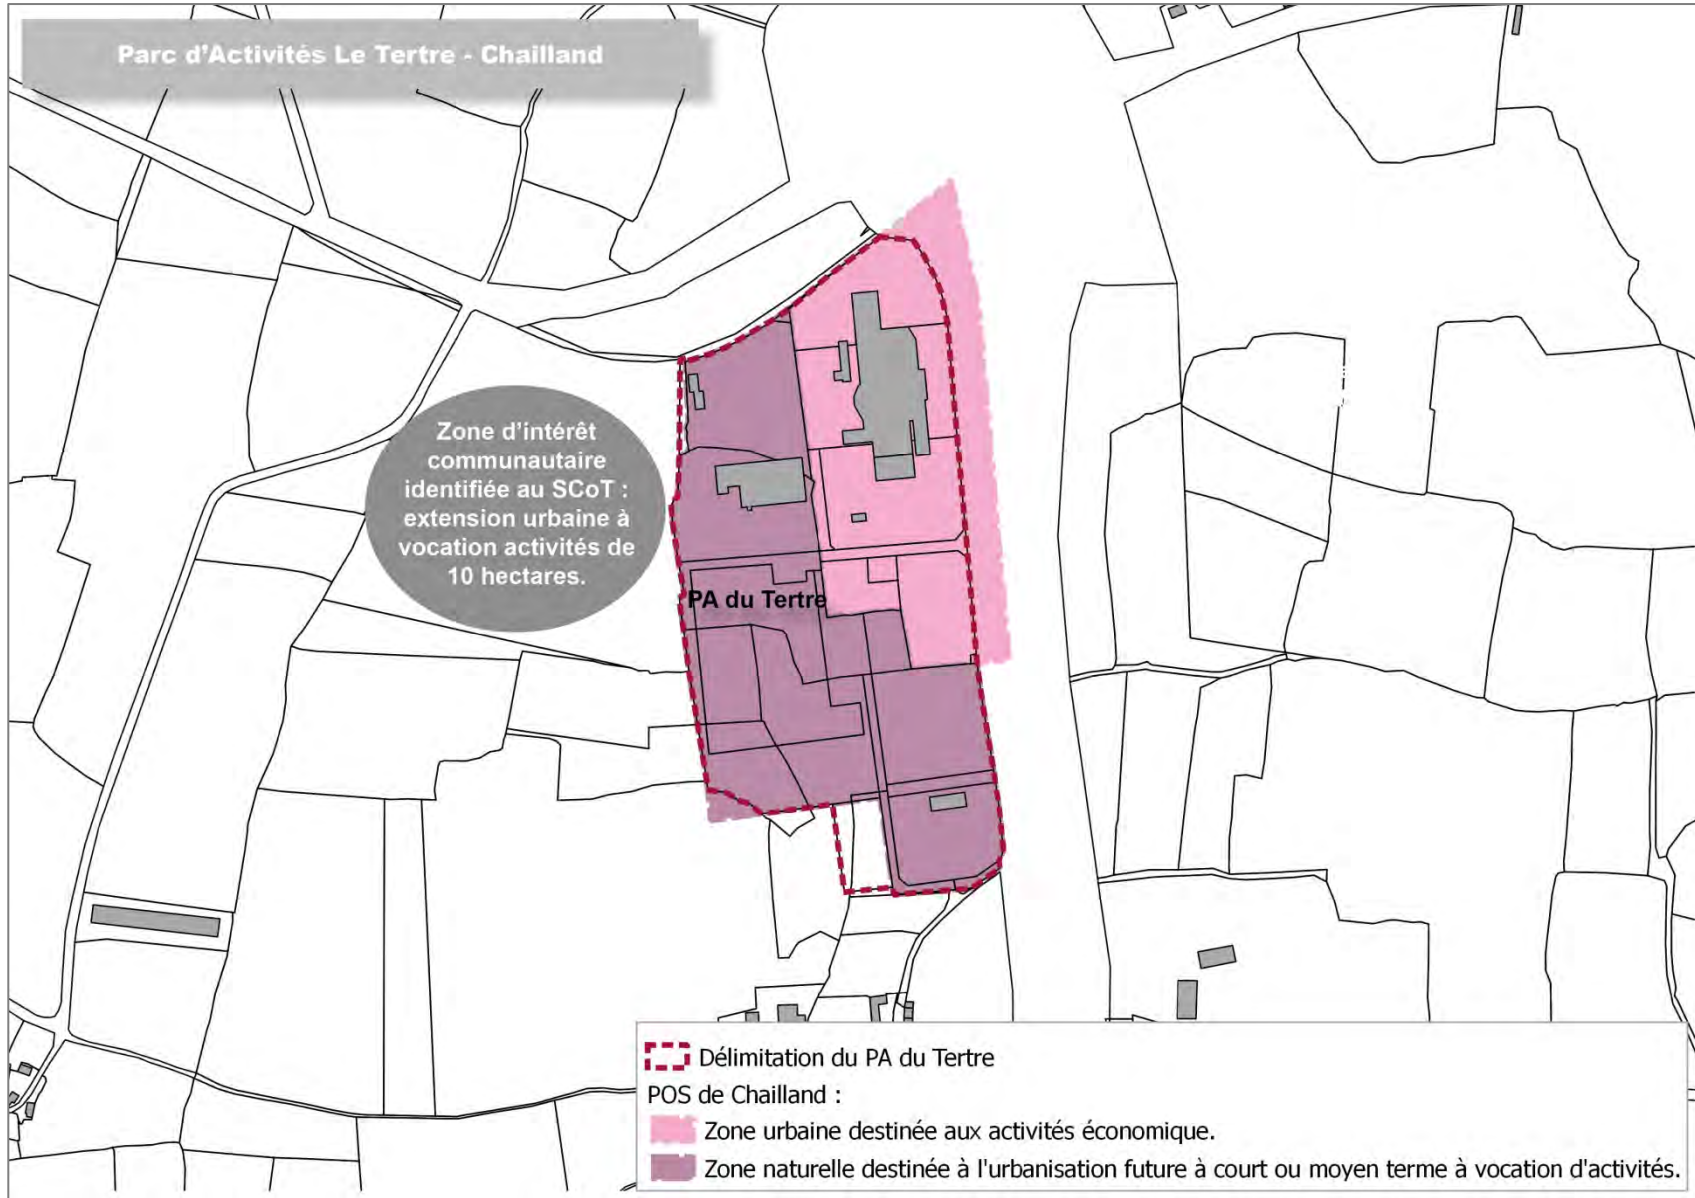 Parc d'Activités Le Tertre - Chailland
Zone d'intérêt
communautaire
identifiée au SCoT :
extension urbaine à
vocation activités de
10 hectares.
PA du Tertre
Délimitation du PA du Tertre
POS de Chailland :
Zone urbaine destinée aux activités économique.
Zone naturelle destinée à l'urbanisation future à court ou moyen terme à vocation d'activités.